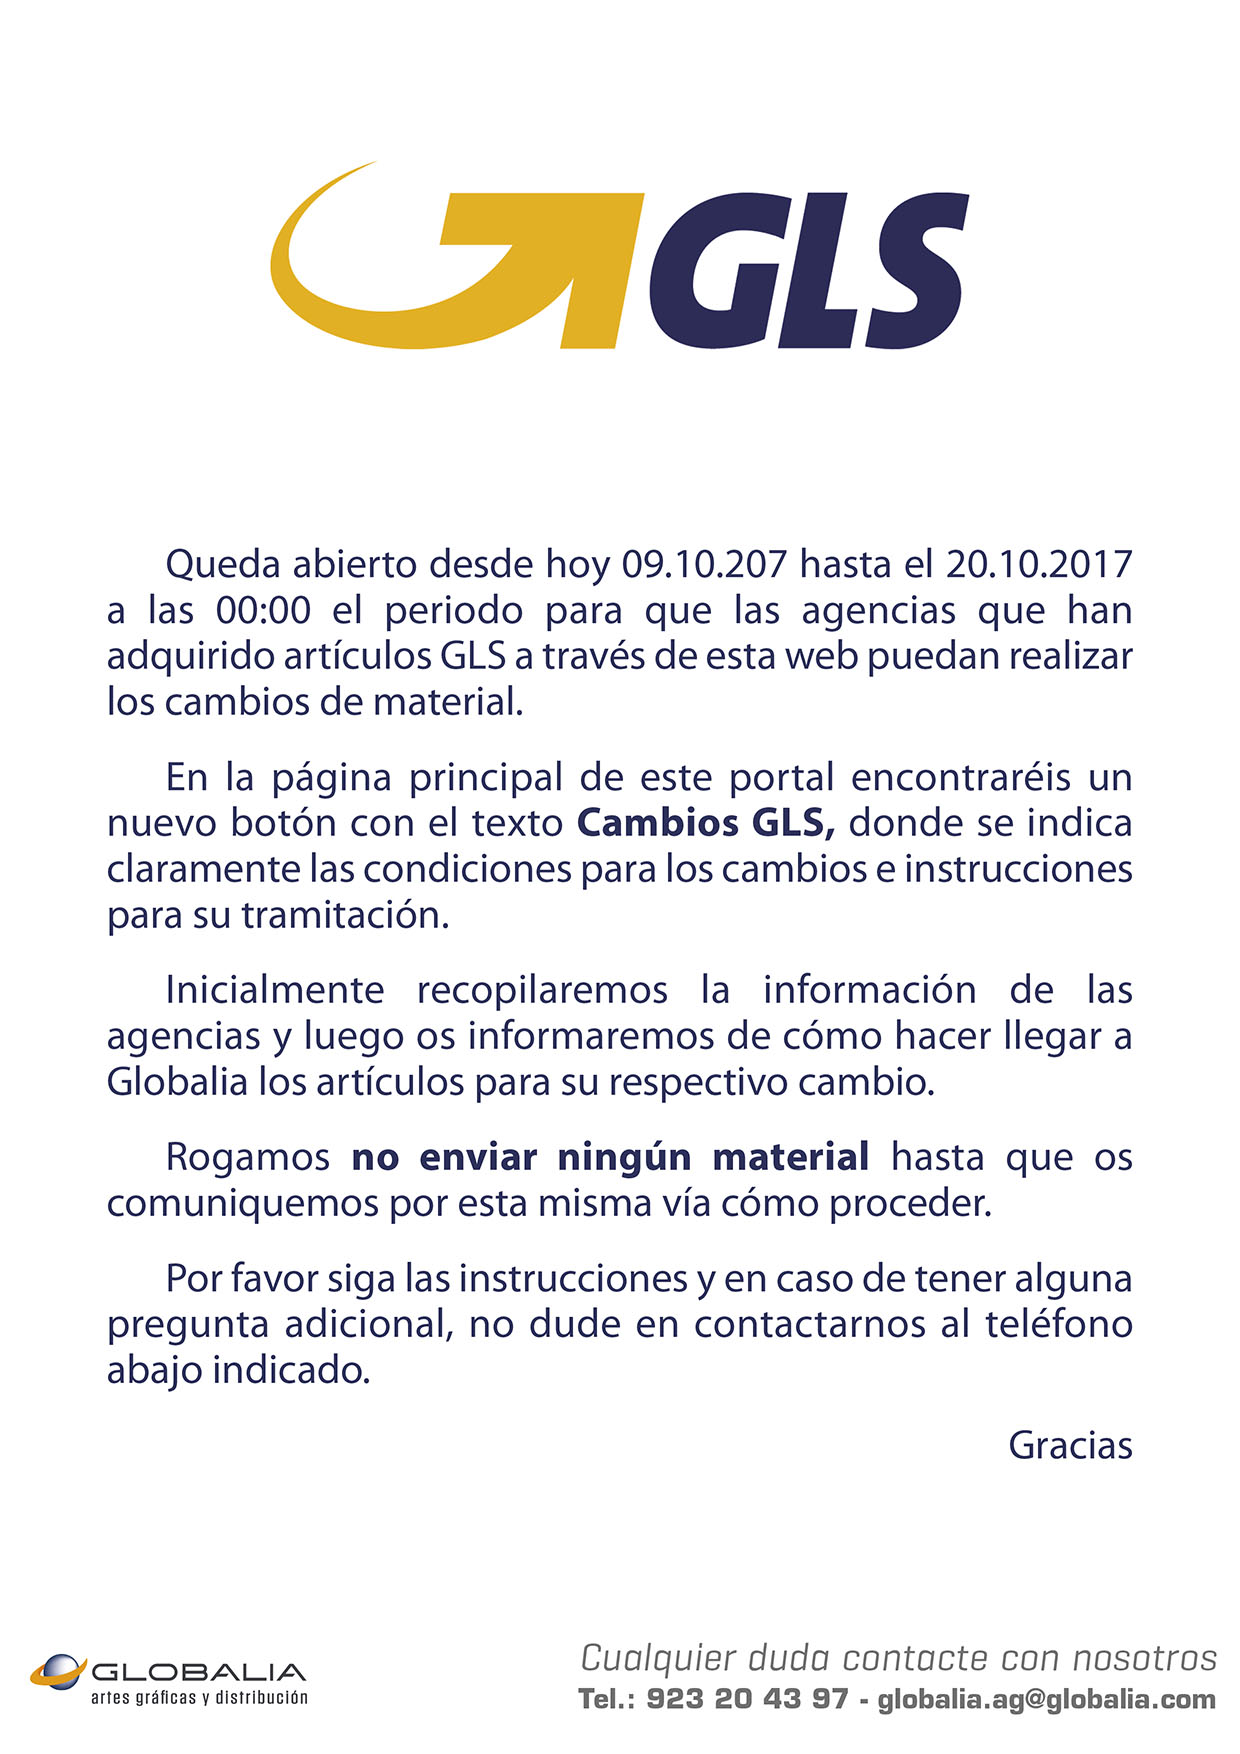 GLS
Queda abierto desde hoy 09.10.207 hasta el 20.10.2017
a las 00:00 el periodo para que las agencias que han
adquirido artículos GLS a través de esta web puedan realizar
los cambios de material.
En la página principal de este portal encontraréis un
nuevo botón con el texto Cambios GLS, donde se indica
claramente las condiciones para los cambios e instrucciones
para su tramitación.
Inicialmente recopilaremos la información de las
agencias y luego os informaremos de cómo hacer llegar a
Globalia los artículos para su respectivo cambio.
Rogamos no enviar ningún material hasta que os
comuniquemos por esta misma vía cómo proceder.
Por favor siga las instrucciones y en caso de tener alguna
pregunta adicional, no dude en contactarnos al teléfono
abajo indicado.
Gracias
GLOBALIA
artes gráficas y distribución
Cualquier duda contacte con nosotros
Tel.: 923 20 43 97 - globalia.ag@globalia.com